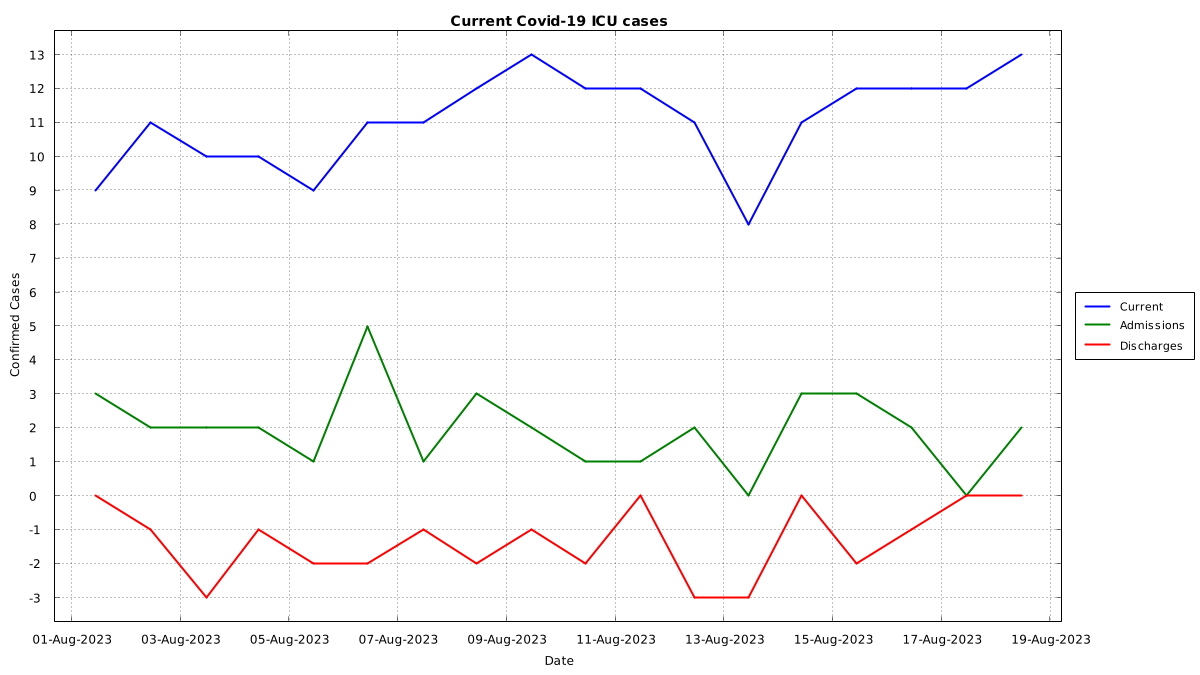 Current Covid-19 ICU cases
13
12
11
10
9
8
7
6
5
4
3
2
1
0
-1
-2
-3
Confirmed Cases
01-Aug-2023 03-Aug-2023 05-Aug-2023 07-Aug-2023 09-Aug-2023 11-Aug-2023 13-Aug-2023 15-Aug-2023 17-Aug-2023 19-Aug-2023
Date
Current
Admissions
Discharges